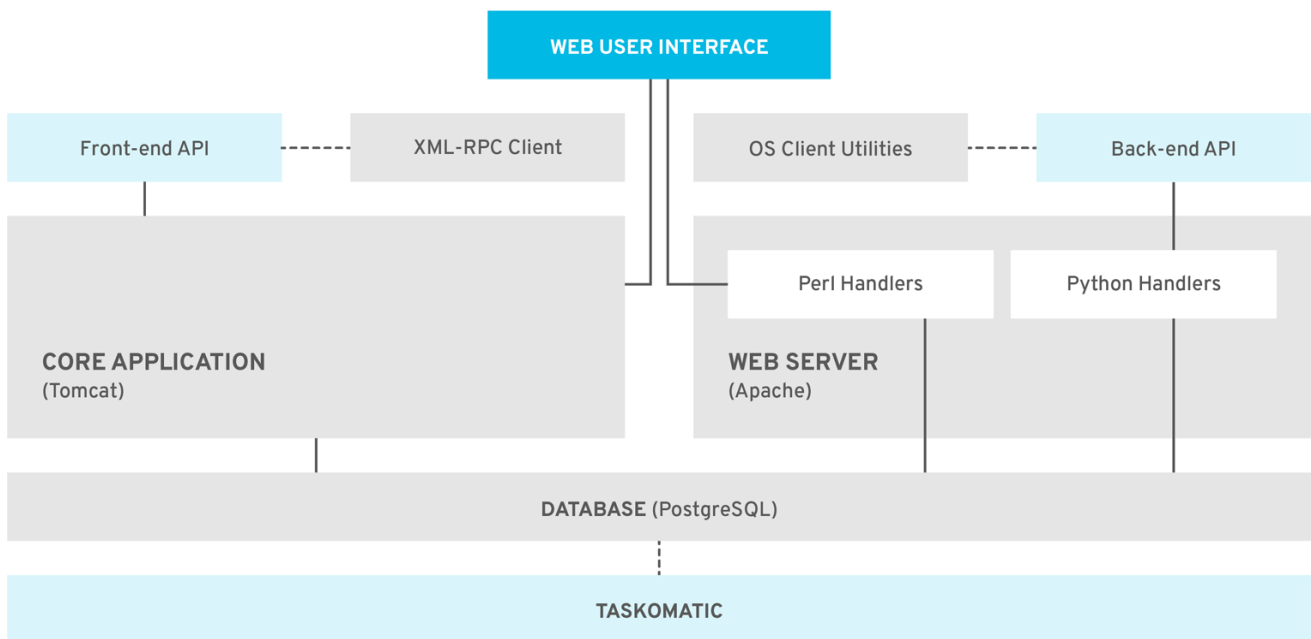 WEB USER INTERFACE
Front-end API
XML-RPC Client
OS Client Utilities
Back-end API
Perl Handlers
Python Handlers
CORE APPLICATION
(Tomcat)
WEB SERVER
(Apache)
DATABASE (PostgreSQL)
TASKOMATIC